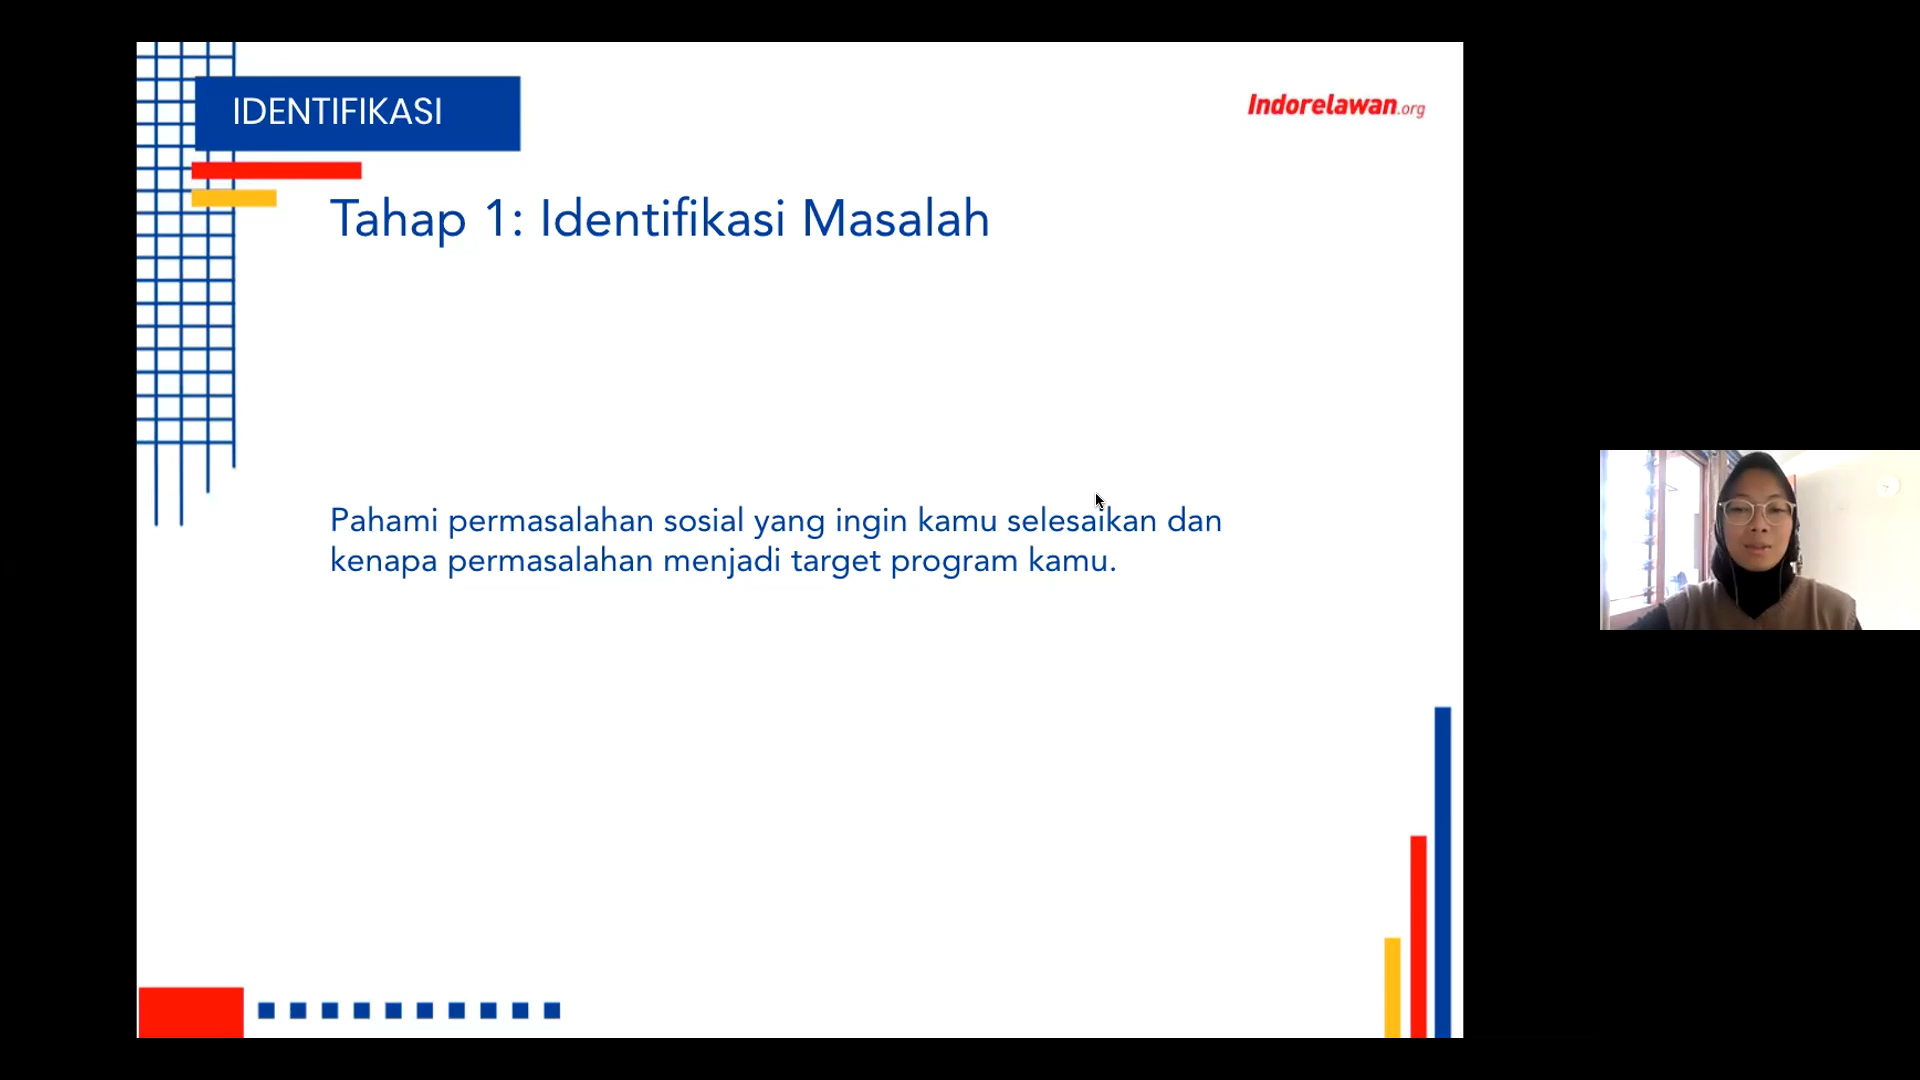 IDENTIFIKASI
Indorelawan.org
Tahap 1: Identifikasi Masalah
Pahami permasalahan sosial yang ingin kamu selesaikan dan
kenapa permasalahan menjadi target program kamu.